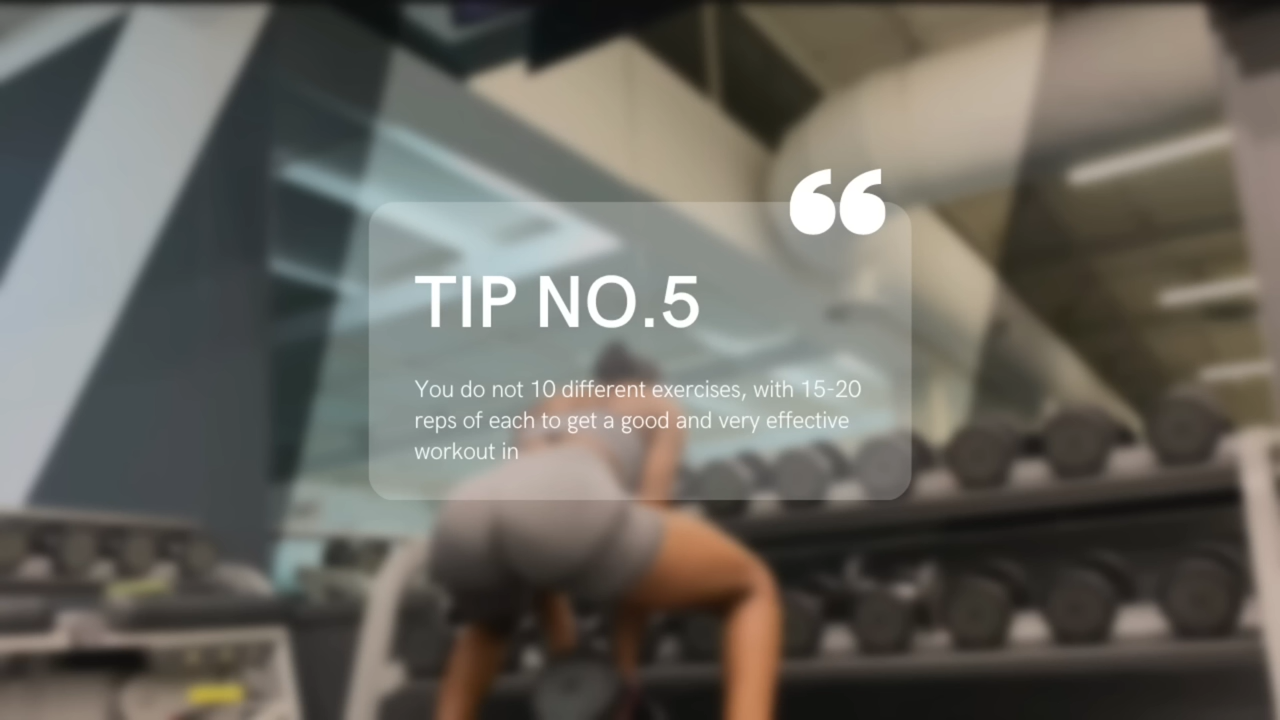 ❝
TIP NO.5
You do not 10 different exercises, with 15-20
reps of each to get a good and very effective
workout in